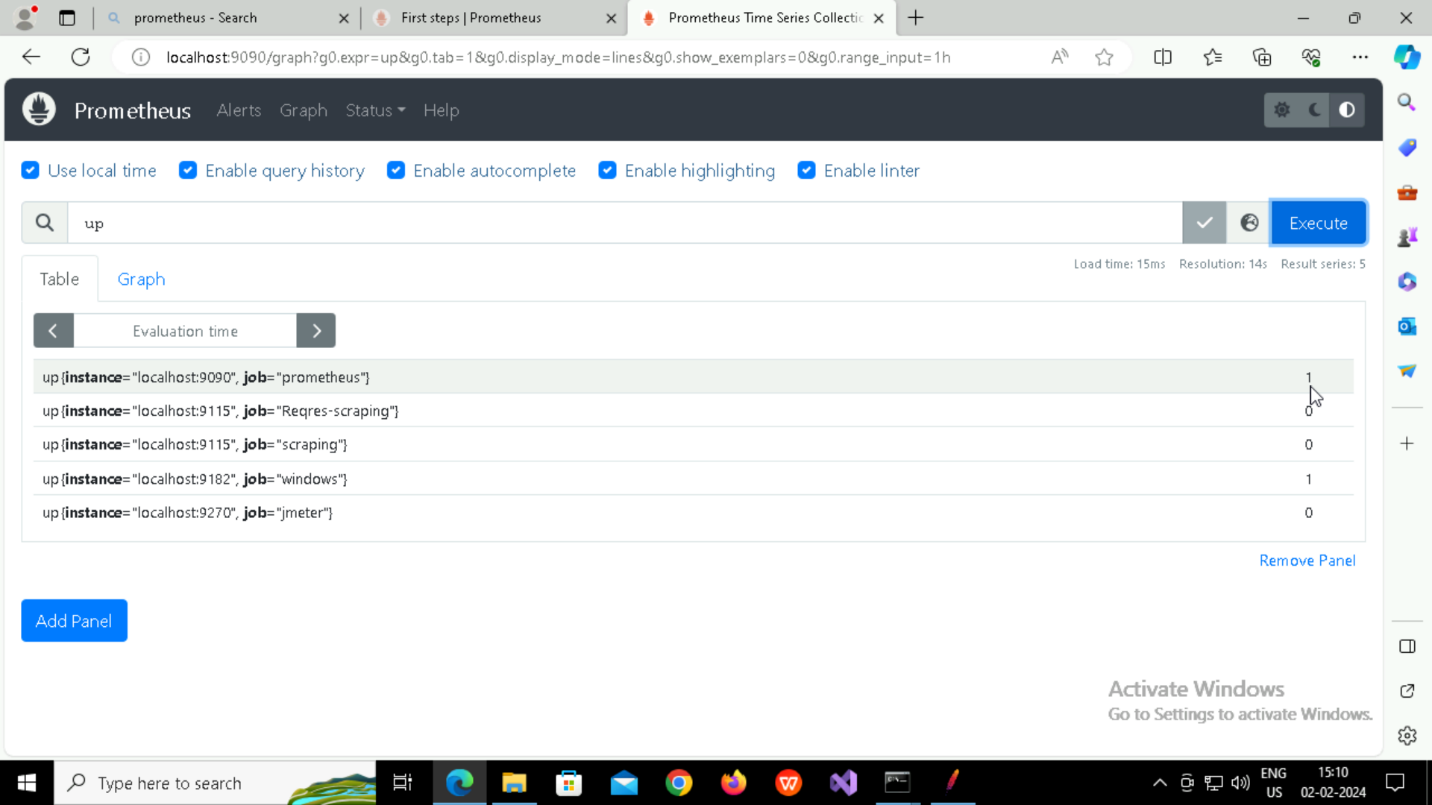 prometheus - Search
First steps | Prometheus
Prometheus Time Series Collectic
localhost:9090/graph?g0.expr=up&g0.tab=1&g0.display_mode=lines&g0.show_exemplars=0&g0.range_input=1h
Prometheus Alerts Graph Status Help
Use local time Enable query history Enable autocomplete Enable highlighting Enable linter
up Execute
Load time: 15ms Resolution: 14s Result series: 5
Table Graph
Evaluation time
up{instance="localhost:9090", job="prometheus"} 1
up{instance="localhost:9115", job="Reqres-scraping"} 0
up{instance="localhost:9115", job="scraping"} 0
up{instance="localhost:9182", job="windows"} 1
up{instance="localhost:9270", job="jmeter"} 0
Remove Panel
Add Panel
Activate Windows
Go to Settings to activate Windows.
Type here to search
ENG
US
15:10
02-02-2024